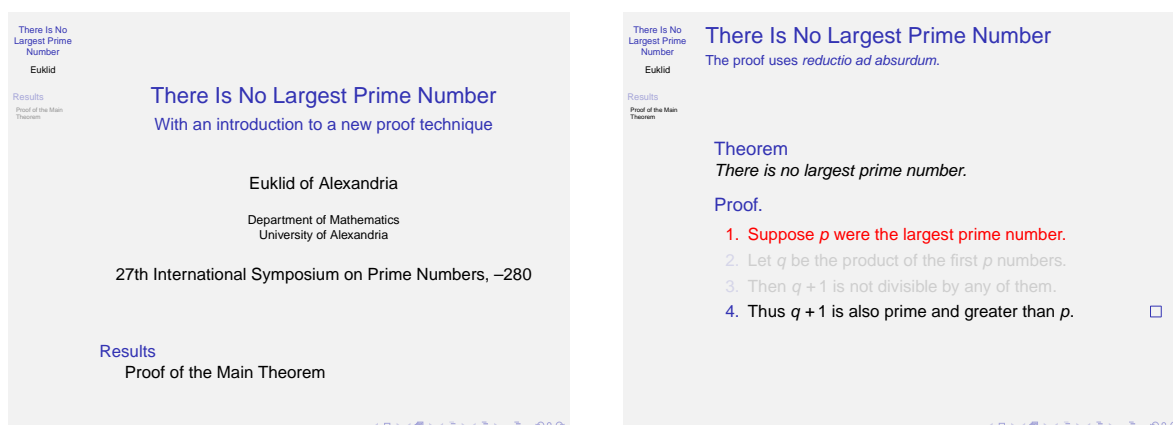 There Is No
Largest Prime
Number
Euklid
Results
Proof of the Main
Theorem
There Is No Largest Prime Number
With an introduction to a new proof technique
Euklid of Alexandria
Department of Mathematics
University of Alexandria
27th International Symposium on Prime Numbers, –280
Results
Proof of the Main Theorem
There Is No
Largest Prime
Number
Euklid
Results
Proof of the Main
Theorem
There Is No Largest Prime Number
The proof uses reductio ad absurdum.
Theorem
There is no largest prime number.
Proof.
1. Suppose p were the largest prime number.
2. Let q be the product of the first p numbers.
3. Then q + 1 is not divisible by any of them.
4. Thus q + 1 is also prime and greater than p.